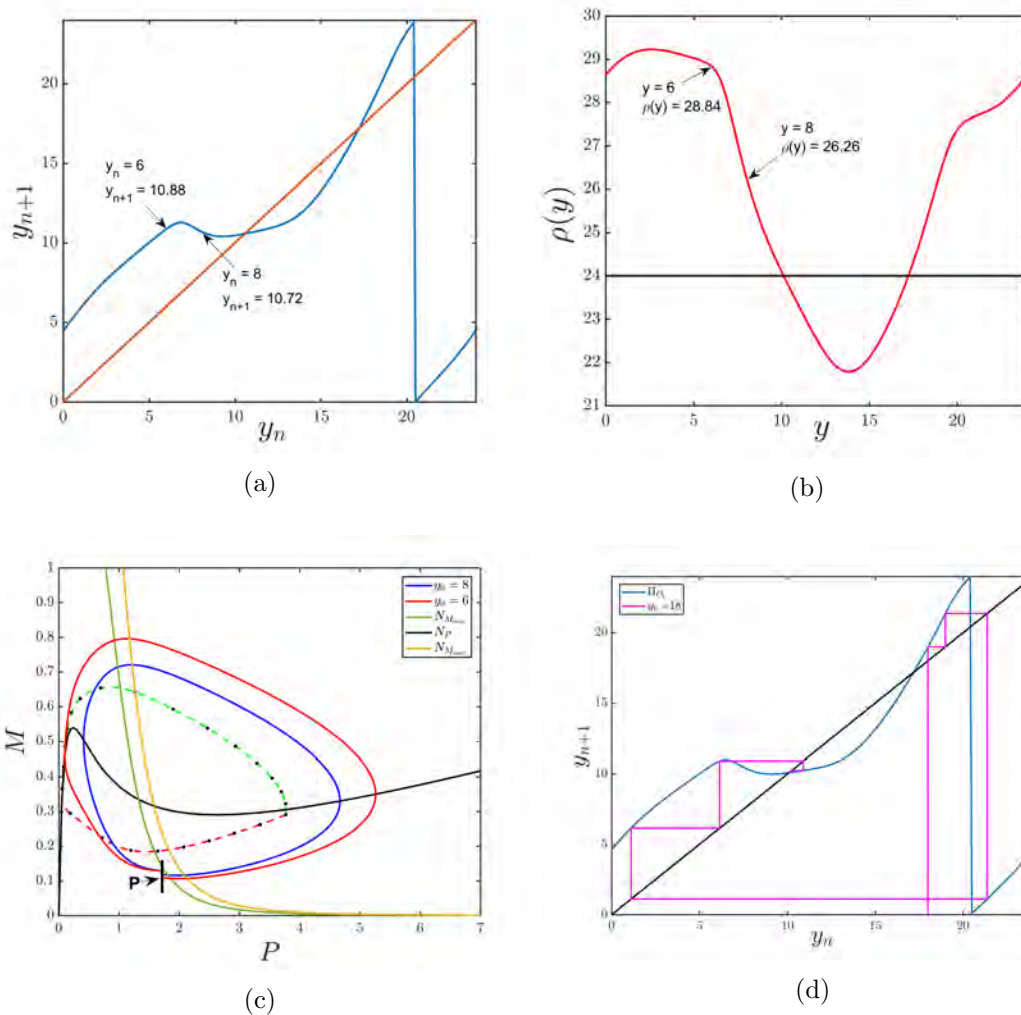 20
15
10
5
0
y_{n+1}
y_n = 6
y_{n+1} = 10.88
y_n = 8
y_{n+1} = 10.72
0 5 10 15 20
y_n
(a)
30
29
28
27
26
25
24
23
22
21
ρ(y)
y = 6
ρ(y) = 28.84
y = 8
ρ(y) = 26.26
0 5 10 15 20
y
(b)
1
0.9
0.8
0.7
0.6
0.5
0.4
0.3
0.2
0.1
0
M
y_0 = 8
y_0 = 6
N_P
P
0 1 2 3 4 5 6 7
P
(c)
20
15
10
5
0
y_{n+1}
y_0 =18
0 5 10 15 20
y_n
(d)